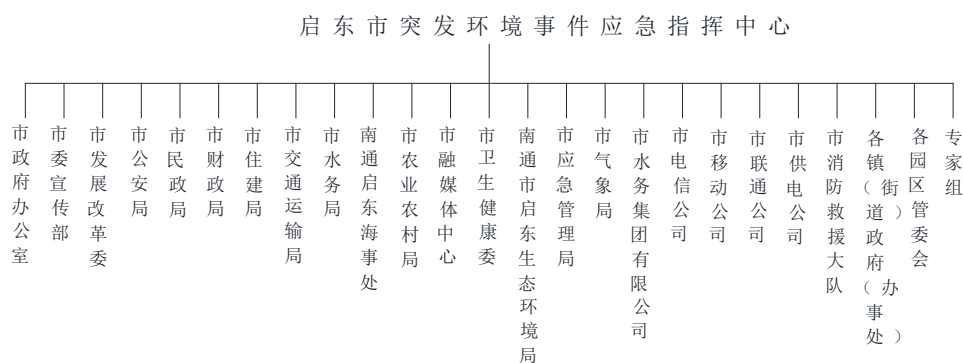 启东市突发环境事件应急指挥中心
市政府办公室
市委宣传部
市发展改革委
市公安局
市民政局
市财政局
市住建局
市交通运输局
市水务局
南通启东海事处
市农业农村局
市融媒体中心
市卫生健康委
南通市启东生态环境局
市应急管理局
市气象局
市水务集团有限公司
市电信公司
市移动公司
市联通公司
市供电公司
市消防救援大队
各镇(街道)政府(办事处)
各园区管委会
专家组